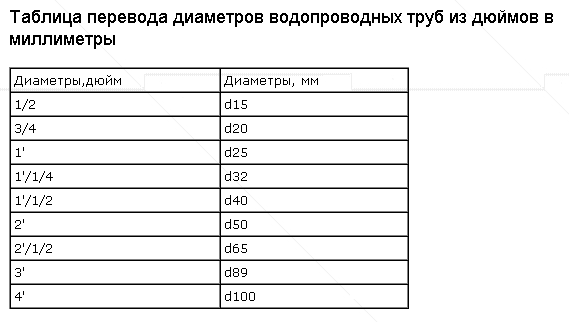 Таблица перевода диаметров водопроводных труб из дюймов в
миллиметры
Диаметры,дюйм Диаметры, мм
1/2 d15
3/4 d20
1' d25
1'/1/4 d32
1'/1/2 d40
2' d50
2'/1/2 d65
3' d89
4' d100